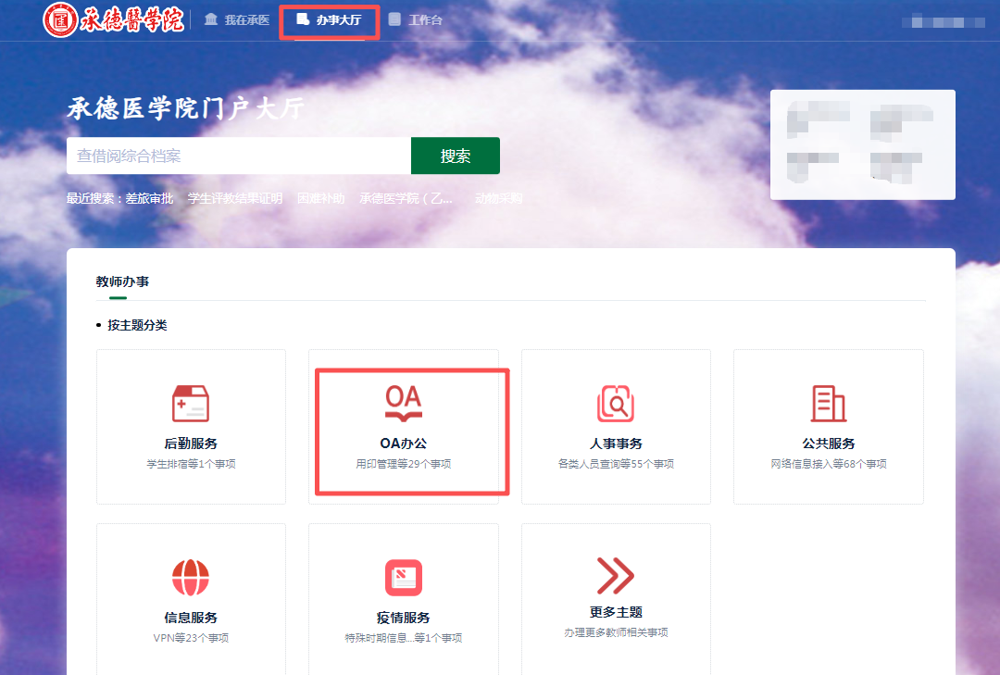 承德醫学院 我在承医 办事大厅 工作台
承德医学院门户大厅
查借阅综合档案 搜索
最近搜索：差旅审批 学生评教结果证明 困难补助 承德医学院（乙... 动物采购
教师办事
• 按主题分类
OA
后勤服务 OA办公 人事事务 公共服务
学生排宿等1个事项 用印管理等29个事项 各类人员查询等55个事项 网络信息接入等68个事项
信息服务 疫情服务 更多主题
VPN等23个事项 特殊时期信息...等1个事项 办理更多教师相关事项